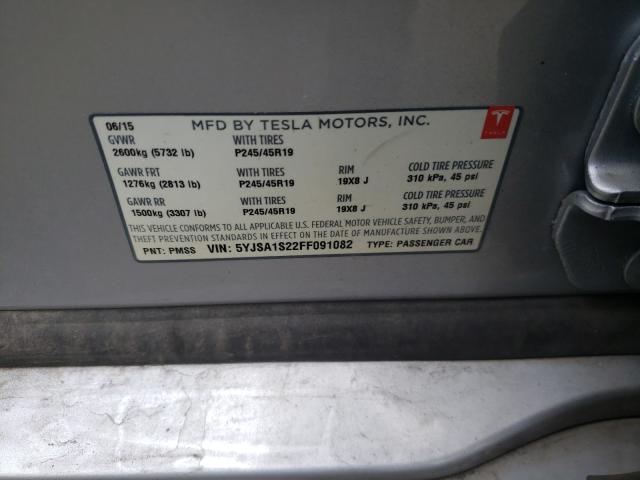 06/15 MFD BY TESLA MOTORS, INC. TESLA
GVWR WITH TIRES
2600kg (5732 lb) P245/45R19
GAWR FRT WITH TIRES RIM COLD TIRE PRESSURE
1276kg (2813 lb) P245/45R19 19X8 J 310 kPa, 45 psi
GAWR RR WITH TIRES RIM COLD TIRE PRESSURE
1500kg (3307 lb) P245/45R19 19X8 J 310 kPa, 45 psi
THIS VEHICLE CONFORMS TO ALL APPLICABLE U.S. FEDERAL MOTOR VEHICLE SAFETY, BUMPER, AND
THEFT PREVENTION STANDARDS IN EFFECT ON THE DATE OF MANUFACTURE SHOWN ABOVE.
PNT: PMSS VIN: 5YJSA1S22FF091082 TYPE: PASSENGER CAR